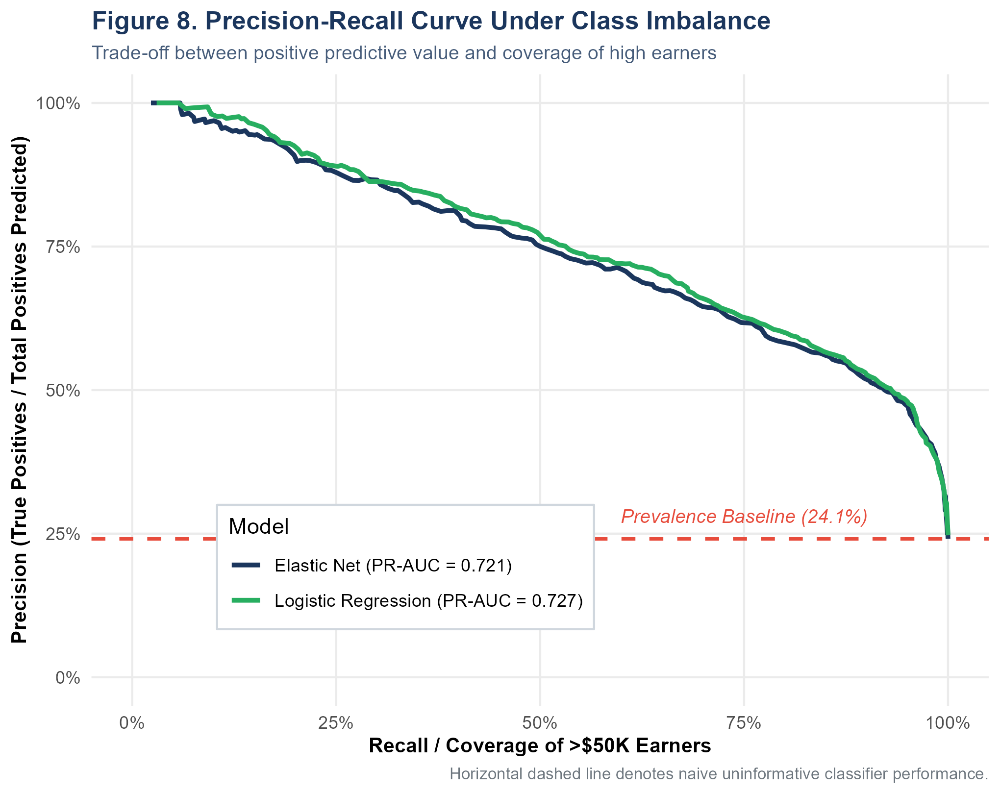 Figure 8. Precision-Recall Curve Under Class Imbalance
Trade-off between positive predictive value and coverage of high earners
Precision (True Positives / Total Positives Predicted)
100%
75%
50%
25%
0%
Prevalence Baseline (24.1%)
Model
Elastic Net (PR-AUC = 0.721)
Logistic Regression (PR-AUC = 0.727)
0%
25%
50%
75%
100%
Recall / Coverage of >$50K Earners
Horizontal dashed line denotes naive uninformative classifier performance.